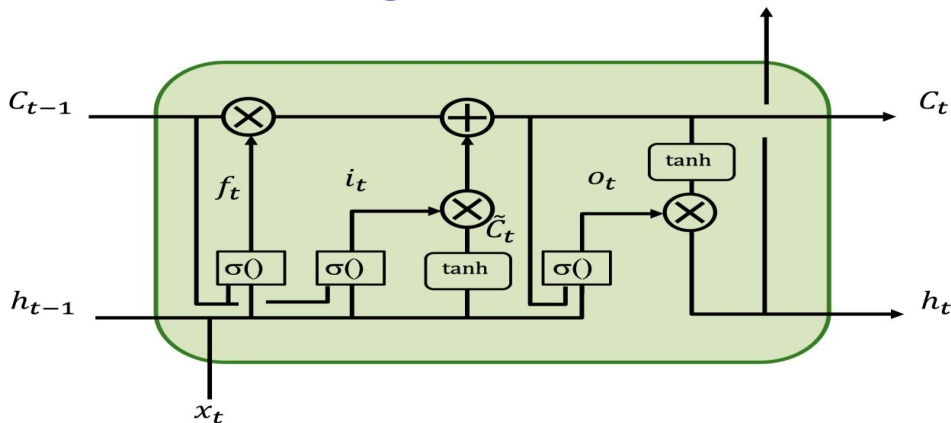 C_{t-1}
C_t
tanh
f_t
i_t
o_t
C̃_t
σ()
σ()
tanh
σ()
h_{t-1}
h_t
x_t